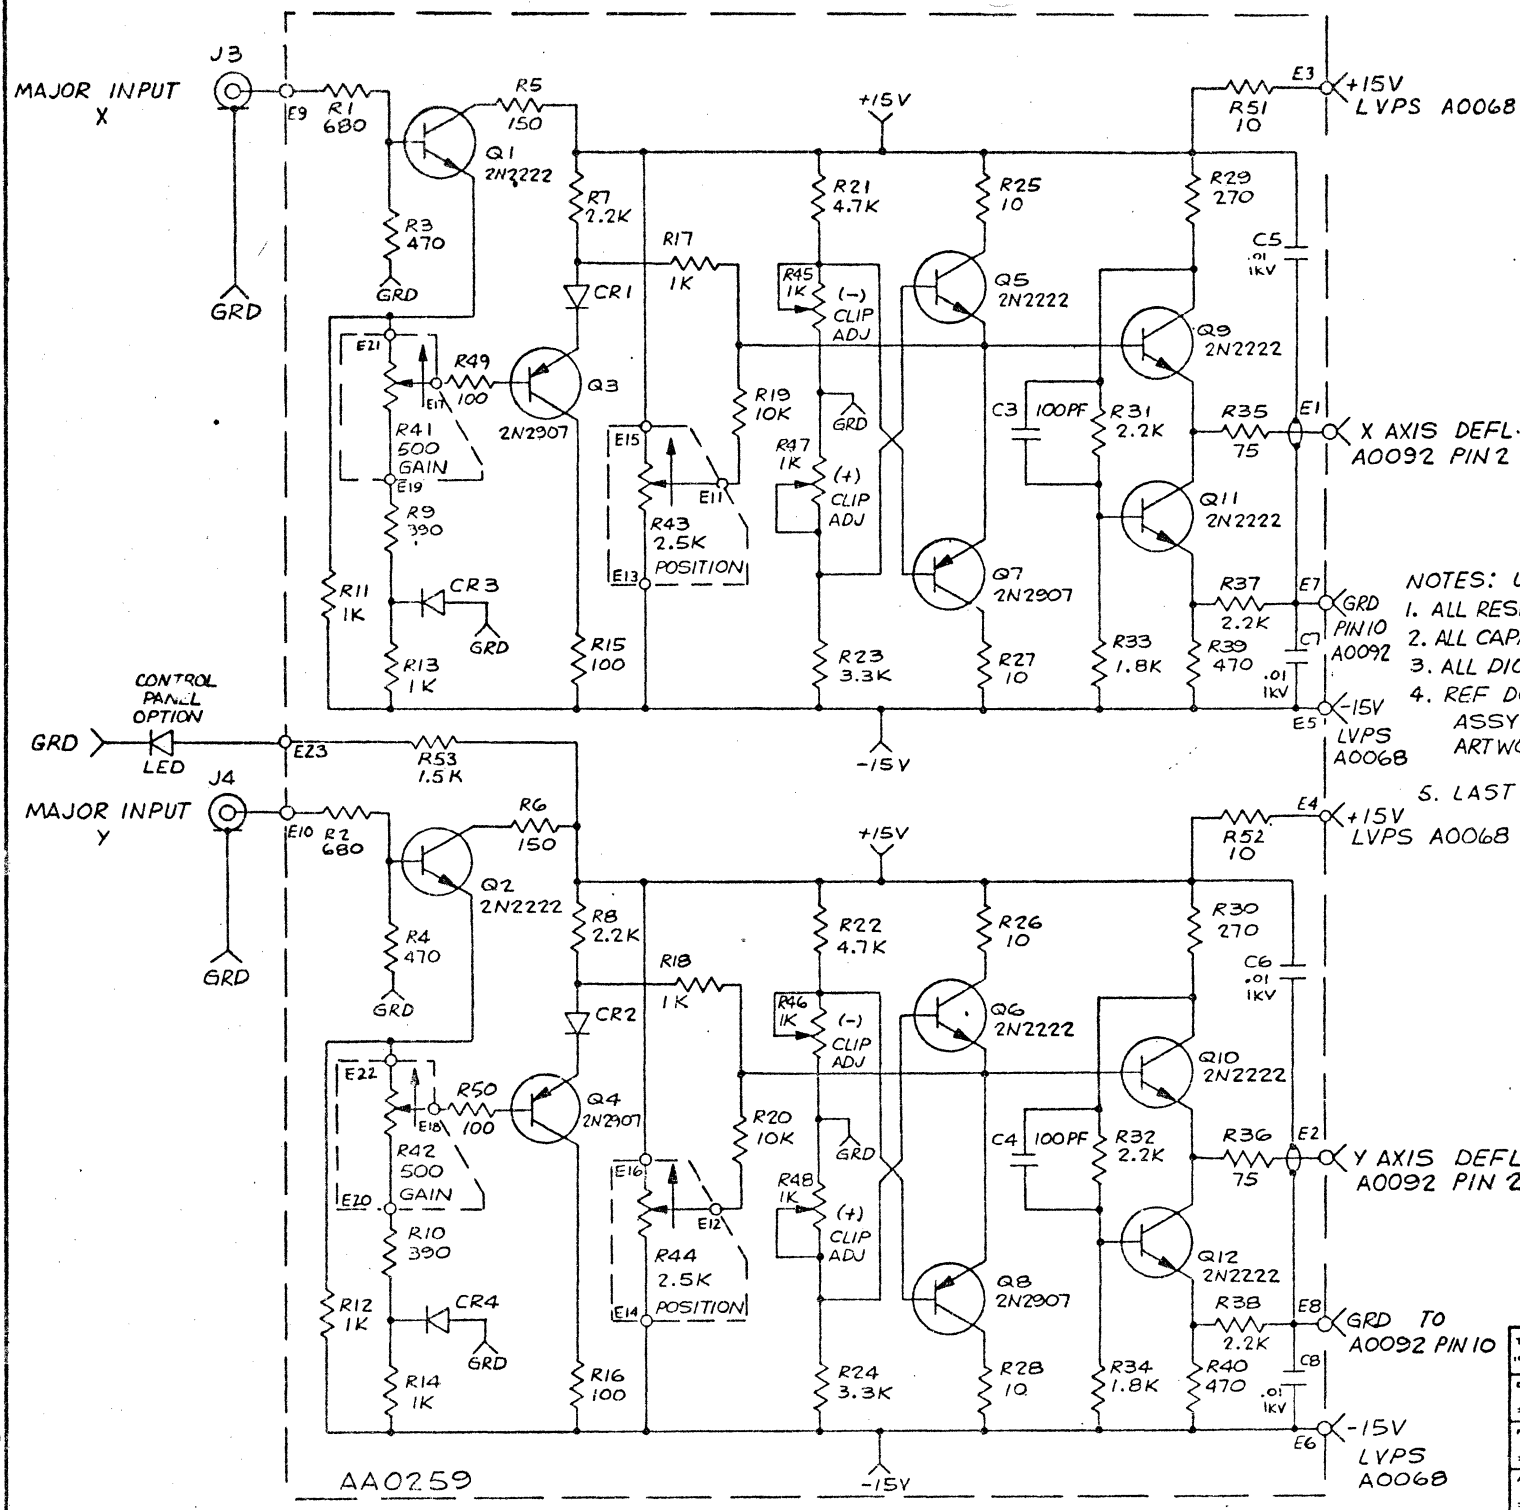 J3
MAJOR INPUT
X
GRD
E9
R1
680
R3
470
GRD
Q1
2N2222
R5
150
R7
2.2K
CR1
R17
1K
E21
E17
R49
100
R41
500
GAIN
E19
R9
390
Q3
2N2907
R11
1K
CR3
GRD
R13
1K
R15
100
E15
R43
2.5K
POSITION
E11
E13
R19
10K
+15V
R21
4.7K
R45
1K
(-)
CLIP
ADJ
GRD
R47
1K
(+)
CLIP
ADJ
R23
3.3K
-15V
R25
10
Q5
2N2222
Q7
2N2907
R27
10
C3
100PF
R31
2.2K
R33
1.8K
R29
270
Q9
2N2222
Q11
2N2222
R35
75
R37
2.2K
R39
470
R51
10
E3
+15V
LVPS A0068
C5
.01
1KV
E1
X AXIS DEFL.
A0092 PIN 2
E7
GRD
PIN 10
A0092
C7
.01
1KV
E5
-15V
LVPS
A0068
NOTES:
1. ALL
2. ALL
3. ALL
4. REF
ASSY
5. LAST
CONTROL
PANEL
OPTION
GRD
LED
E23
R53
1.5K
J4
MAJOR INPUT
Y
GRD
E10
R2
680
R4
470
GRD
Q2
2N2222
R6
150
R8
2.2K
CR2
R18
1K
E22
E18
R50
100
R42
500
GAIN
E20
R10
390
Q4
2N2907
R12
1K
CR4
GRD
R14
1K
R16
100
E16
R44
2.5K
POSITION
E12
E14
R20
10K
+15V
R22
4.7K
R46
1K
(-)
CLIP
ADJ
GRD
R48
1K
(+)
CLIP
ADJ
R24
3.3K
-15V
R26
10
Q6
2N2222
Q8
2N2907
R28
10
C4
100PF
R32
2.2K
R34
1.8K
R30
270
Q10
2N2222
Q12
2N2222
R36
75
R38
2.2K
R40
470
R52
10
E4
+15V
LVPS A0068
C6
.01
1KV
E2
Y AXIS DEFL
A0092 PIN 2
E8
GRD TO
A0092 PIN 10
C8
.01
1KV
E6
-15V
LVPS
A0068
AA0259